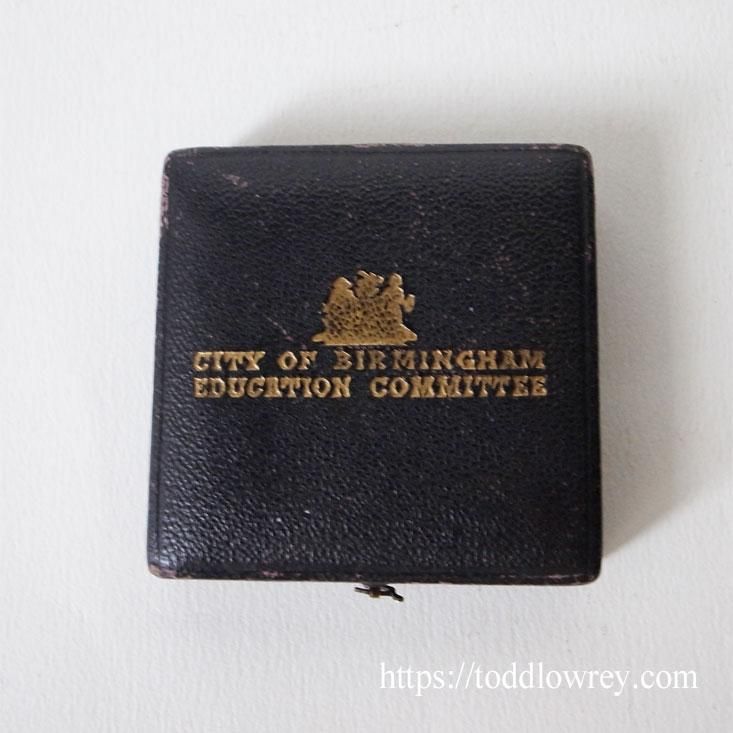 CITY OF BIRMINGHAM
EDUCATION COMMITTEE
https://toddlowrey.com/